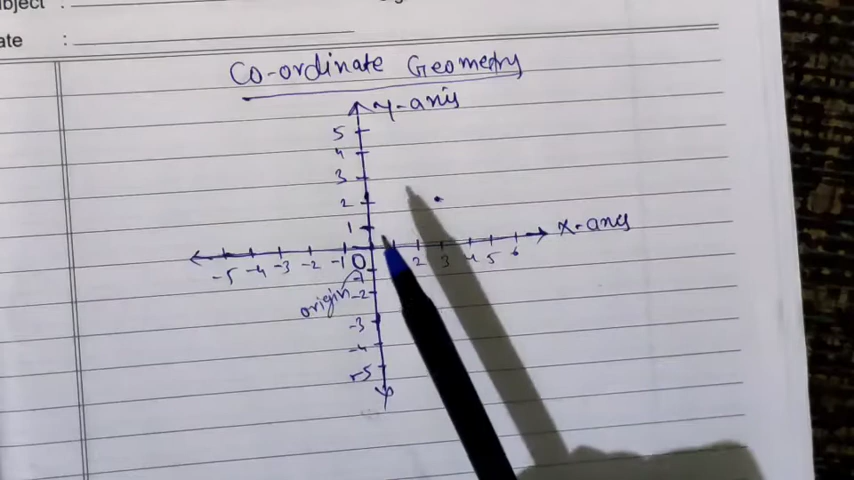 bject :
ate :
Co-ordinate Geometry
Y-axis
5
4
3
2
1
x-axis
-5 -4 -3 -2 -1 0 2 3 4 5 6
origin
-2
-3
-4
-5